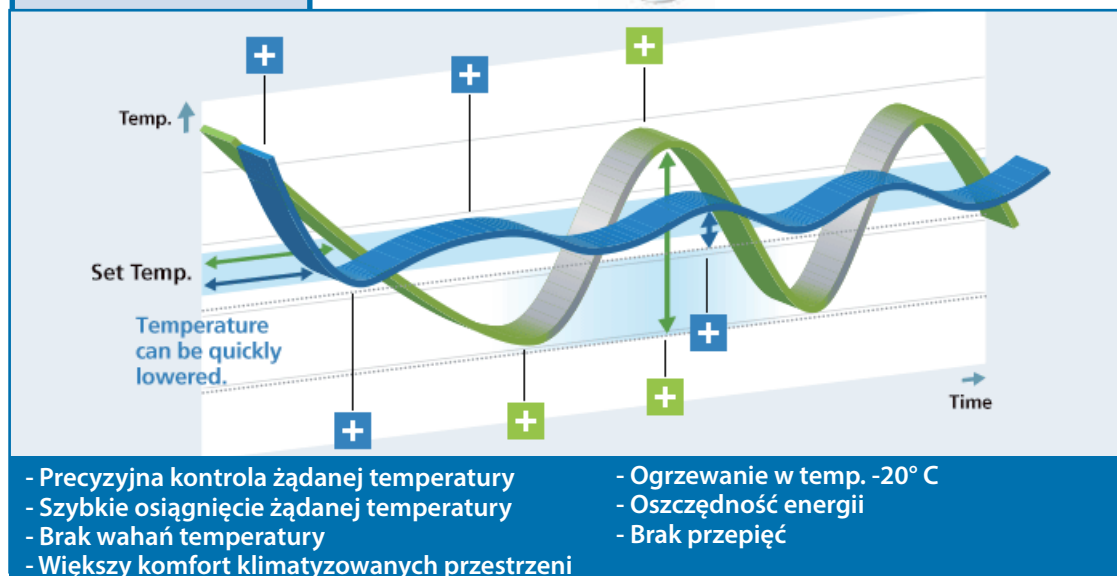 Temp.
Set Temp.
Temperature
can be quickly
lowered.
Time
- Precyzyjna kontrola żądanej temperatury
- Szybkie osiągnięcie żądanej temperatury
- Brak wahań temperatury
- Większy komfort klimatyzowanych przestrzeni
- Ogrzewanie w temp. -20° C
- Oszczędność energii
- Brak przepięć